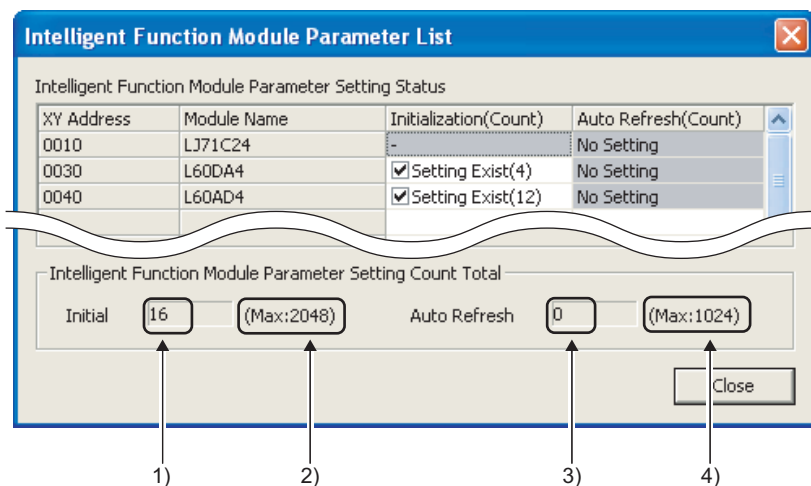 Intelligent Function Module Parameter List
Intelligent Function Module Parameter Setting Status
XY Address Module Name Initialization(Count) Auto Refresh(Count)
0010 LJ71C24 - No Setting
0030 L60DA4 Setting Exist(4) No Setting
0040 L60AD4 Setting Exist(12) No Setting
Intelligent Function Module Parameter Setting Count Total
Initial 16 (Max:2048) Auto Refresh 0 (Max:1024)
Close
1) 2) 3) 4)